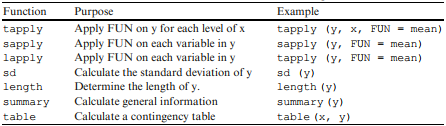 Function Purpose Example
tapply Apply FUN on y for each level of x tapply (y, x, FUN = mean)
sapply Apply FUN on each variable in y sapply (y, FUN = mean)
lapply Apply FUN on each variable in y tapply (y, FUN = mean)
sd Calculate the standard deviation of y sd (y)
length Determine the length of y. length (y)
summary Calculate general information summary (y)
table Calculate a contingency table table (x, y)